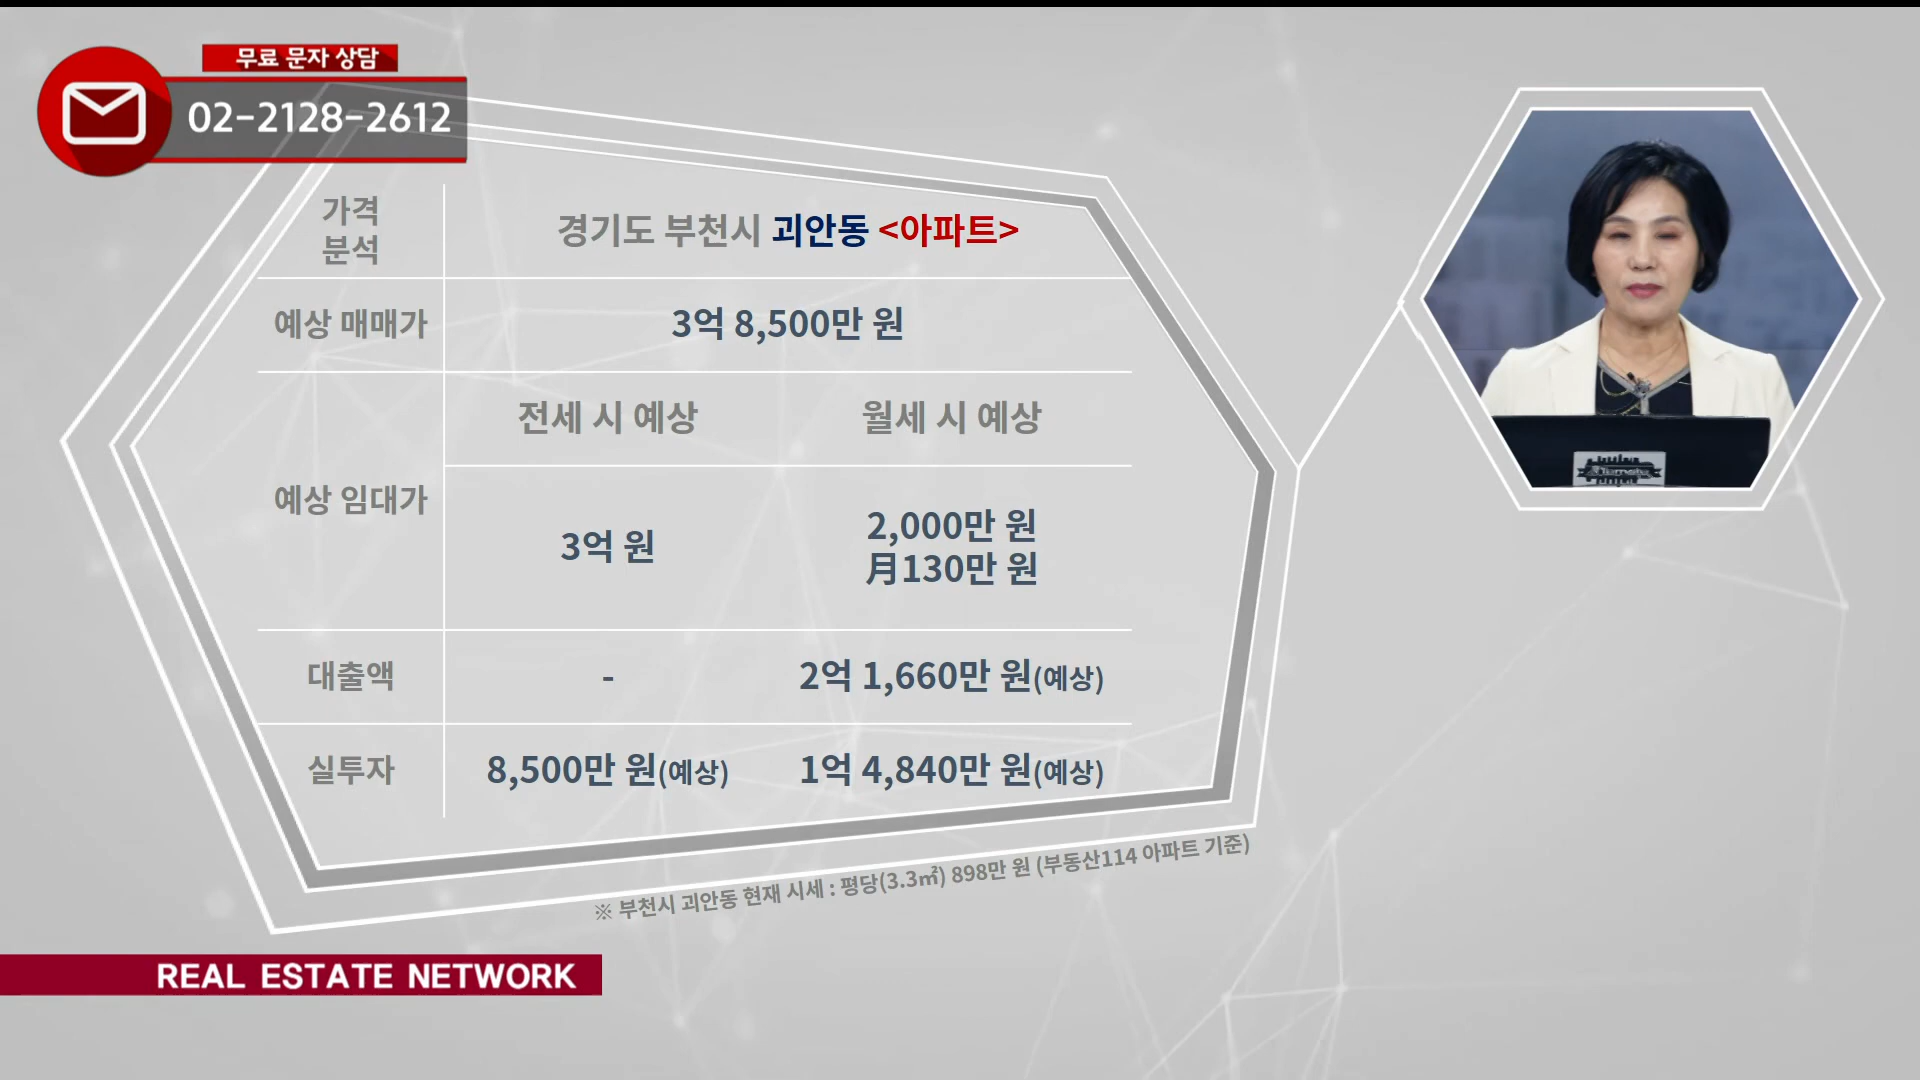 무료 문자 상담
02-2128-2612
가격
분석
경기도 부천시 괴안동 <아파트>
예상 매매가
3억 8,500만 원
예상 임대가
전세 시 예상
월세 시 예상
3억 원
2,000만 원
月130만 원
대출액
-
2억 1,660만 원(예상)
실투자
8,500만 원(예상)
1억 4,840만 원(예상)
※ 부천시 괴안동 현재 시세 : 평당(3.3㎡) 898만 원 (부동산114 아파트 기준)
REAL ESTATE NETWORK